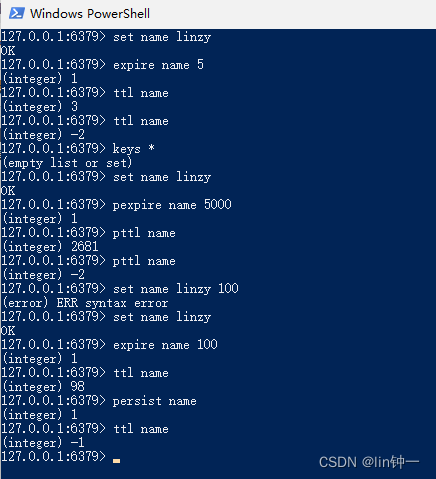 Windows PowerShell
127.0.0.1:6379> set name linzy
OK
127.0.0.1:6379> expire name 5
(integer) 1
127.0.0.1:6379> ttl name
(integer) 3
127.0.0.1:6379> ttl name
(integer) -2
127.0.0.1:6379> keys *
(empty list or set)
127.0.0.1:6379> set name linzy
OK
127.0.0.1:6379> pexpire name 5000
(integer) 1
127.0.0.1:6379> pttl name
(integer) 2681
127.0.0.1:6379> pttl name
(integer) -2
127.0.0.1:6379> set name linzy 100
(error) ERR syntax error
127.0.0.1:6379> set name linzy
OK
127.0.0.1:6379> expire name 100
(integer) 1
127.0.0.1:6379> ttl name
(integer) 98
127.0.0.1:6379> persist name
(integer) 1
127.0.0.1:6379> ttl name
(integer) -1
127.0.0.1:6379>
CSDN @lin钟一